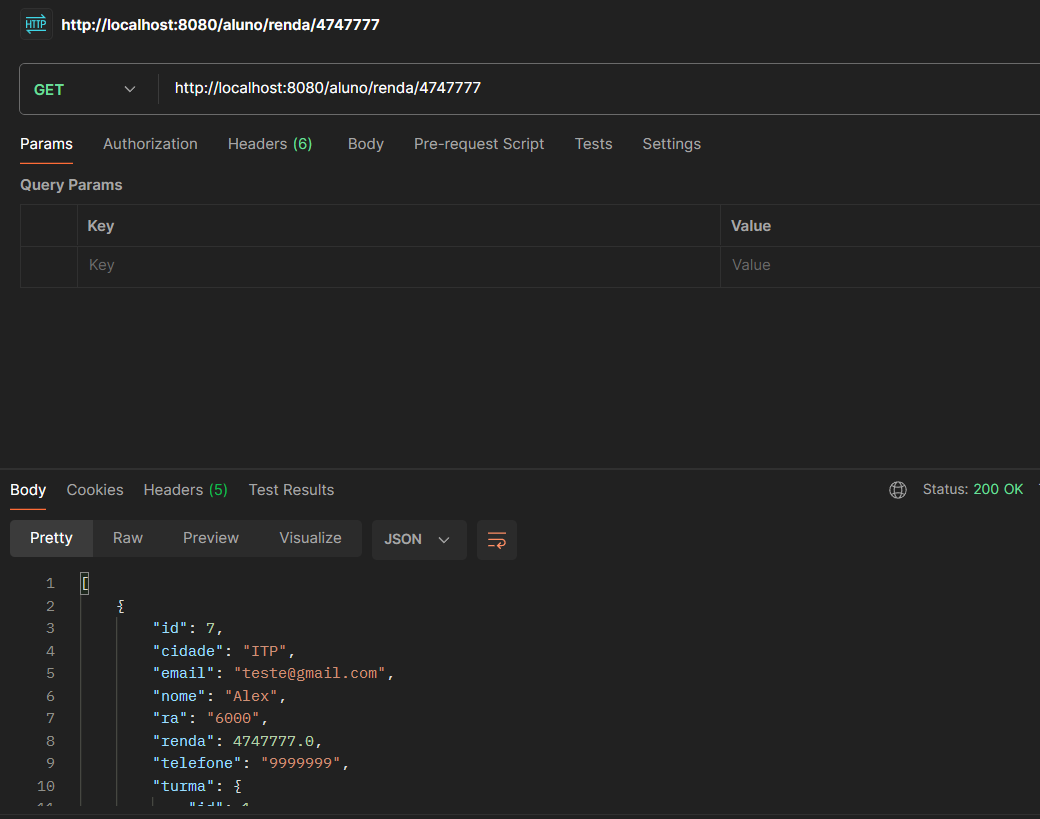 HTTP http://localhost:8080/aluno/renda/4747777
GET http://localhost:8080/aluno/renda/4747777
Params Authorization Headers (6) Body Pre-request Script Tests Settings
Query Params
Key Value
Key Value
Body Cookies Headers (5) Test Results Status: 200 OK
Pretty Raw Preview Visualize JSON
1 [
2 {
3 "id": 7,
4 "cidade": "ITP",
5 "email": "teste@gmail.com",
6 "nome": "Alex",
7 "ra": "6000",
8 "renda": 4747777.0,
9 "telefone": "9999999",
10 "turma": {